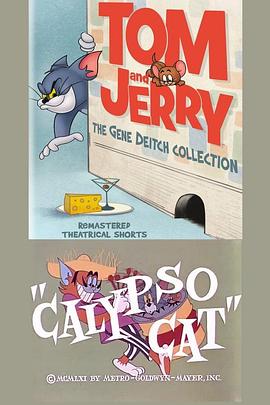 TOM
and
JERRY
THE GENE DEITCH COLLECTION
REMASTERED
THEATRICAL SHORTS
"CALYPSO
CAT"
© MCMLXI BY METRO-GOLDWYN-MAYER, INC.